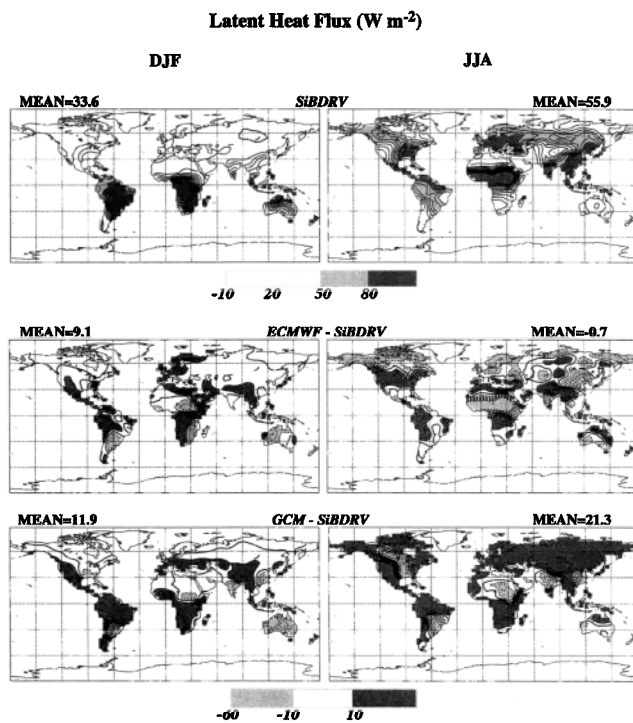 Latent Heat Flux (W m-2)
DJF JJA
MEAN=33.6 SiBDRV MEAN=55.9
-10 20 50 80
MEAN=9.1 ECMWF - SiBDRV MEAN=-0.7
MEAN=11.9 GCM - SiBDRV MEAN=21.3
-60 -10 10